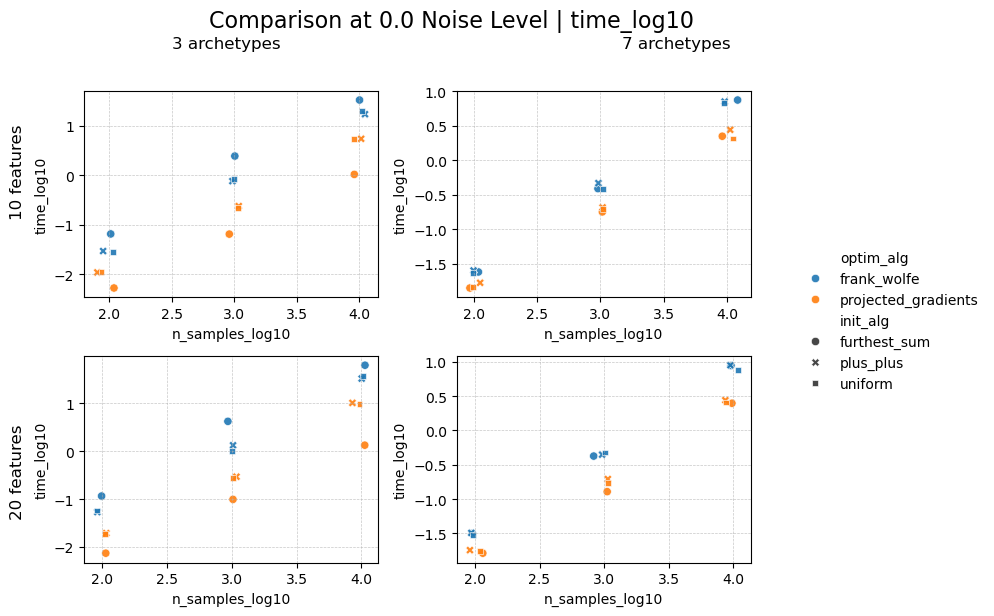 Comparison at 0.0 Noise Level | time_log10
3 archetypes
7 archetypes
10 features
time_log10
1
0
−1
−2
2.0 2.5 3.0 3.5 4.0
n_samples_log10
time_log10
1.0
0.5
0.0
−0.5
−1.0
−1.5
2.0 2.5 3.0 3.5 4.0
n_samples_log10
20 features
time_log10
1
0
−1
−2
2.0 2.5 3.0 3.5 4.0
n_samples_log10
time_log10
1.0
0.5
0.0
−0.5
−1.0
−1.5
2.0 2.5 3.0 3.5 4.0
n_samples_log10
optim_alg
frank_wolfe
projected_gradients
init_alg
furthest_sum
plus_plus
uniform